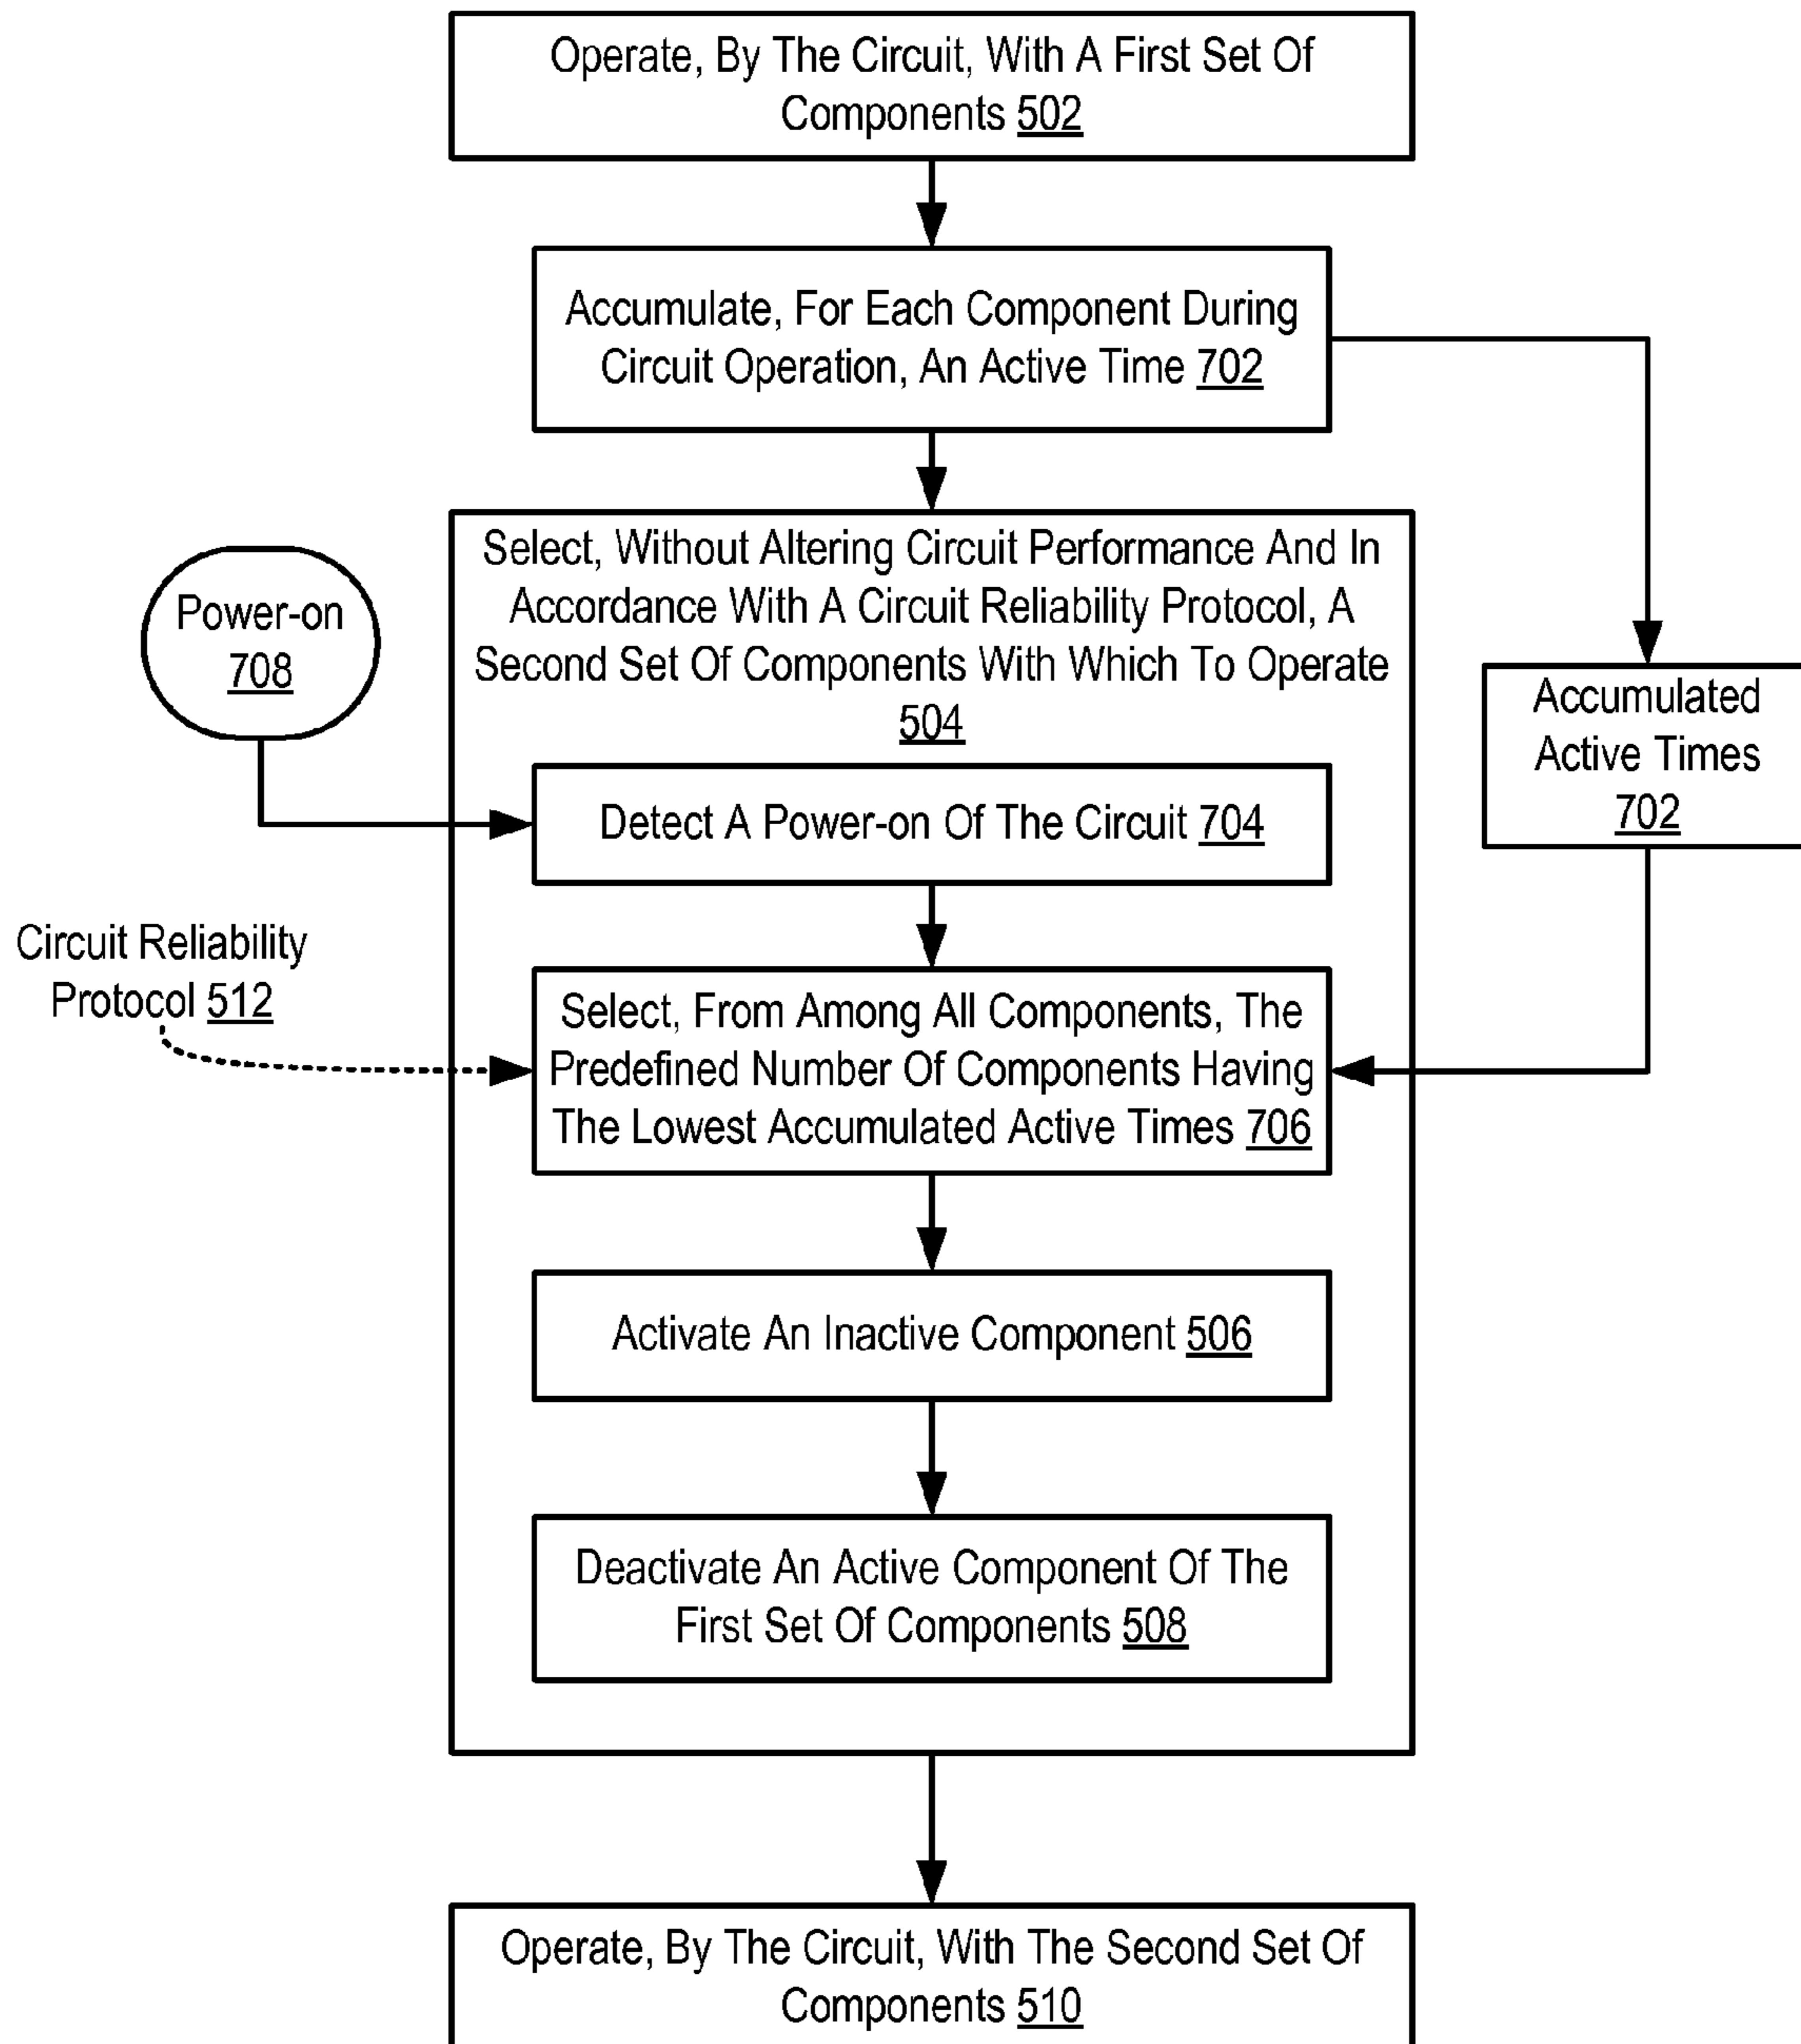 Operate, By The Circuit, With A First Set Of
Components 502
Accumulate, For Each Component During
Circuit Operation, An Active Time 702
Select, Without Altering Circuit Performance And In
Accordance With A Circuit Reliability Protocol, A
Second Set Of Components With Which To Operate
504
Power-on
708
Accumulated
Active Times
702
Detect A Power-on Of The Circuit 704
Circuit Reliability
Protocol 512
Select, From Among All Components, The
Predefined Number Of Components Having
The Lowest Accumulated Active Times 706
Activate An Inactive Component 506
Deactivate An Active Component Of The
First Set Of Components 508
Operate, By The Circuit, With The Second Set Of
Components 510